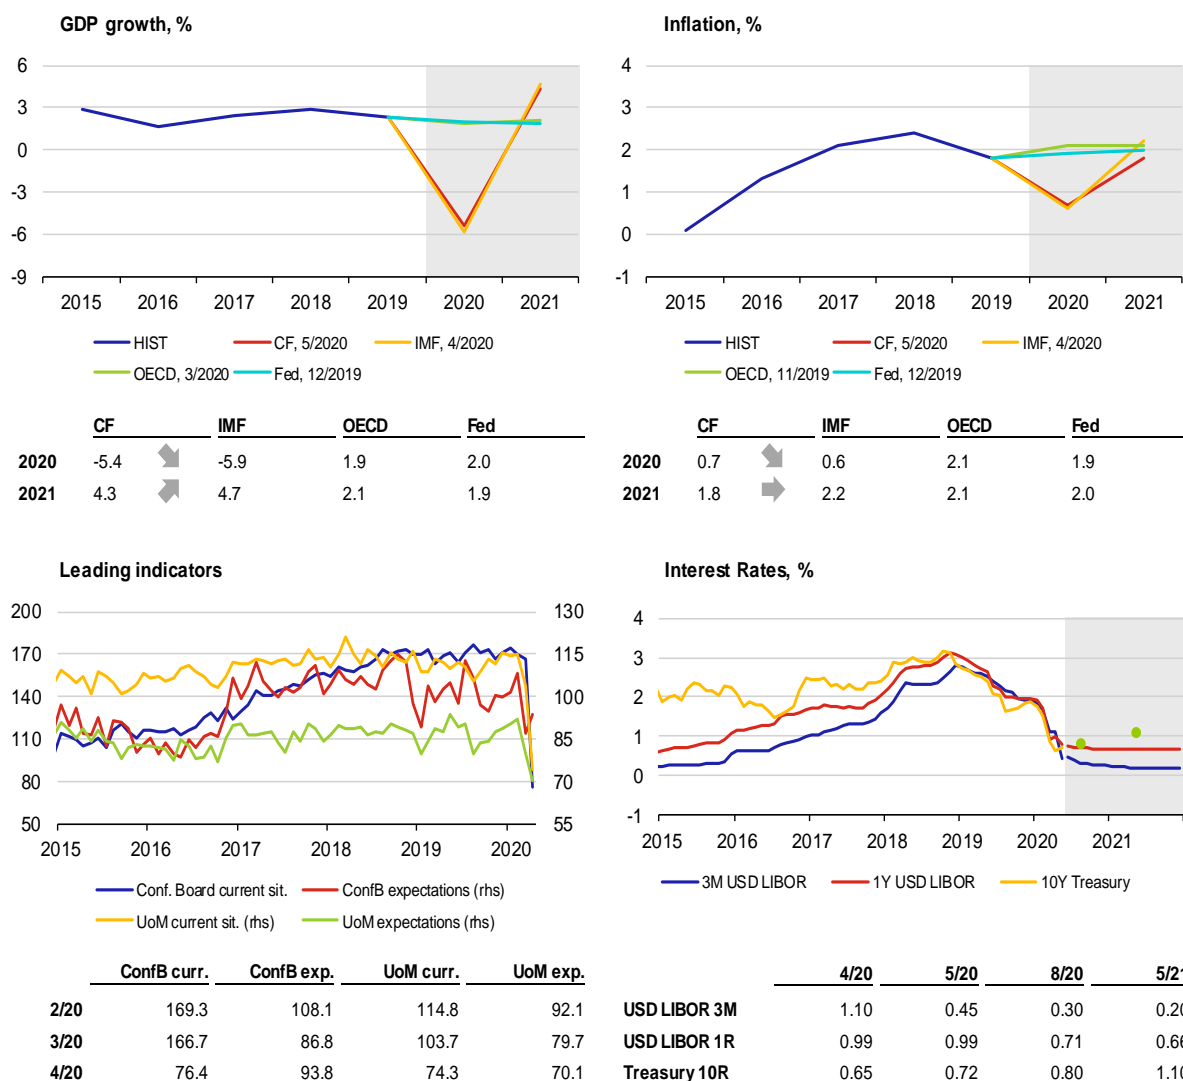 GDP growth, %
6
3
0
-3
-6
-9
2015 2016 2017 2018 2019 2020 2021
HIST CF, 5/2020 IMF, 4/2020
OECD, 3/2020 Fed, 12/2019
CF IMF OECD Fed
2020 -5.4 -5.9 1.9 2.0
2021 4.3 4.7 2.1 1.9
Inflation, %
4
3
2
1
0
-1
2015 2016 2017 2018 2019 2020 2021
HIST CF, 5/2020 IMF, 4/2020
OECD, 11/2019 Fed, 12/2019
CF IMF OECD Fed
2020 0.7 0.6 2.1 1.9
2021 1.8 2.2 2.1 2.0
Leading indicators
200 130
170 115
140 100
110 85
80 70
50 55
2015 2016 2017 2018 2019 2020
Conf. Board current sit. ConfB expectations (rhs)
UoM current sit. (rhs) UoM expectations (rhs)
ConfB curr. ConfB exp. UoM curr. UoM exp.
2/20 169.3 108.1 114.8 92.1
3/20 166.7 86.8 103.7 79.7
4/20 76.4 93.8 74.3 70.1
Interest Rates, %
4
3
2
1
0
-1
2015 2016 2017 2018 2019 2020 2021
3M USD LIBOR 1Y USD LIBOR 10Y Treasury
4/20 5/20 8/20 5/21
USD LIBOR 3M 1.10 0.45 0.30 0.20
USD LIBOR 1R 0.99 0.99 0.71 0.66
Treasury 10R 0.65 0.72 0.80 1.10